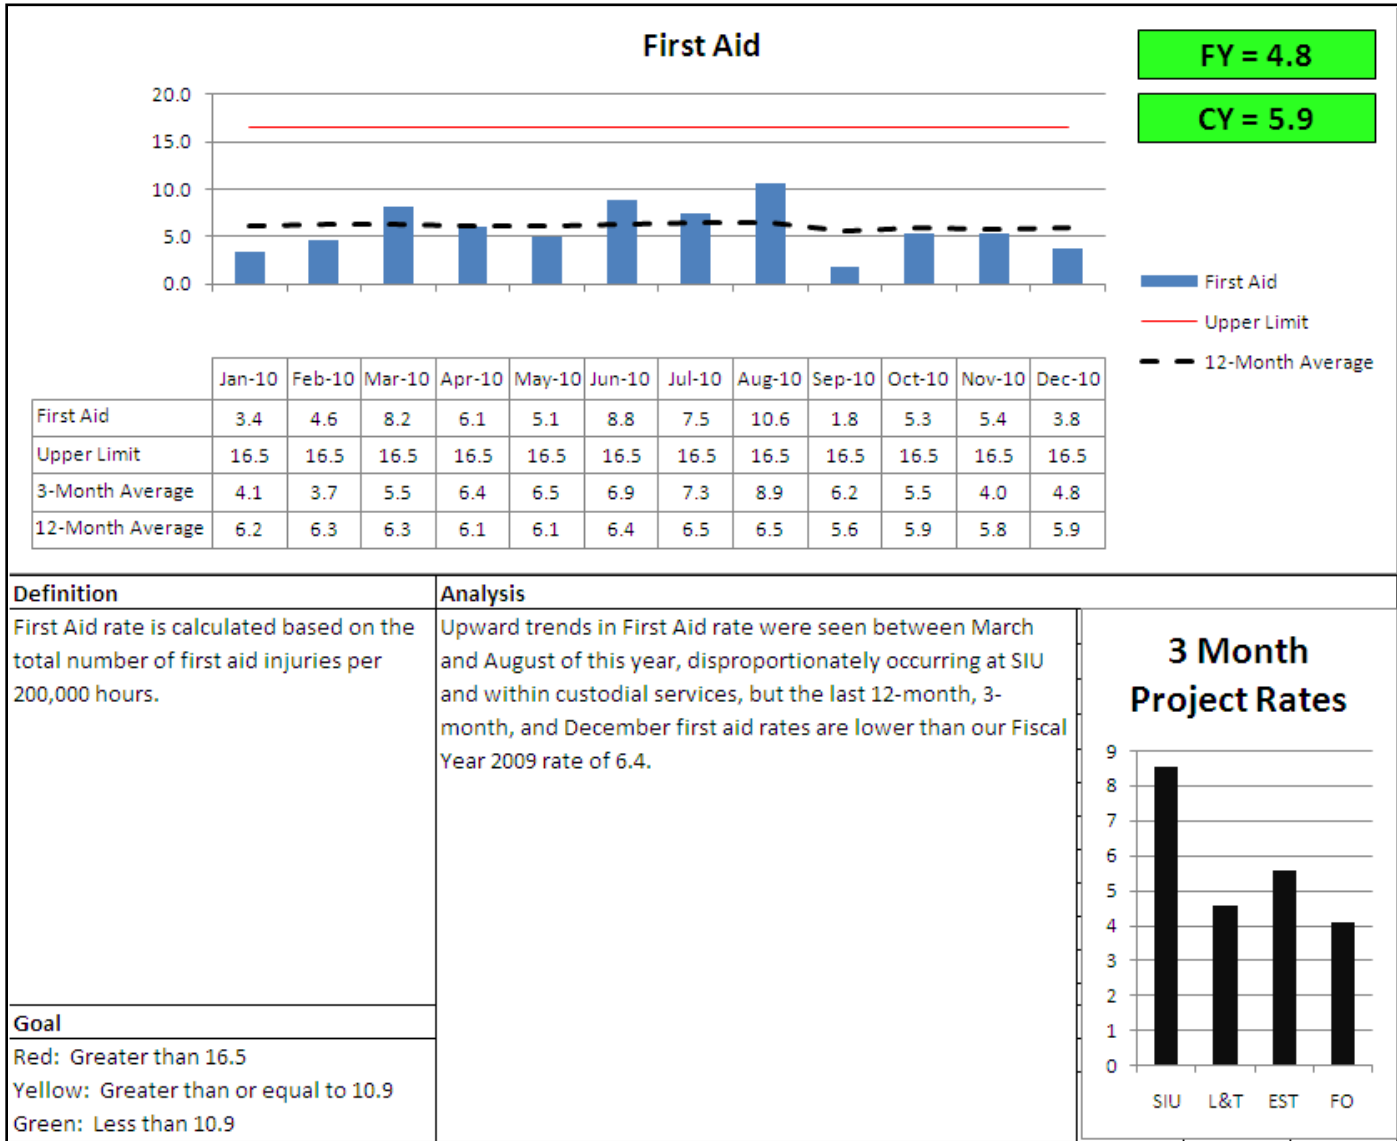 First Aid
FY = 4.8
CY = 5.9
20.0
15.0
10.0
5.0
0.0
First Aid
Upper Limit
12-Month Average
Jan-10 Feb-10 Mar-10 Apr-10 May-10 Jun-10 Jul-10 Aug-10 Sep-10 Oct-10 Nov-10 Dec-10
First Aid 3.4 4.6 8.2 6.1 5.1 8.8 7.5 10.6 1.8 5.3 5.4 3.8
Upper Limit 16.5 16.5 16.5 16.5 16.5 16.5 16.5 16.5 16.5 16.5 16.5 16.5
3-Month Average 4.1 3.7 5.5 6.4 6.5 6.9 7.3 8.9 6.2 5.5 4.0 4.8
12-Month Average 6.2 6.3 6.3 6.1 6.1 6.4 6.5 6.5 5.6 5.9 5.8 5.9
Definition
First Aid rate is calculated based on the
total number of first aid injuries per
200,000 hours.
Goal
Red: Greater than 16.5
Yellow: Greater than or equal to 10.9
Green: Less than 10.9
Analysis
Upward trends in First Aid rate were seen between March
and August of this year, disproportionately occurring at SIU
and within custodial services, but the last 12-month, 3-
month, and December first aid rates are lower than our Fiscal
Year 2009 rate of 6.4.
3 Month
Project Rates
9
8
7
6
5
4
3
2
1
0
SIU L&T EST FO